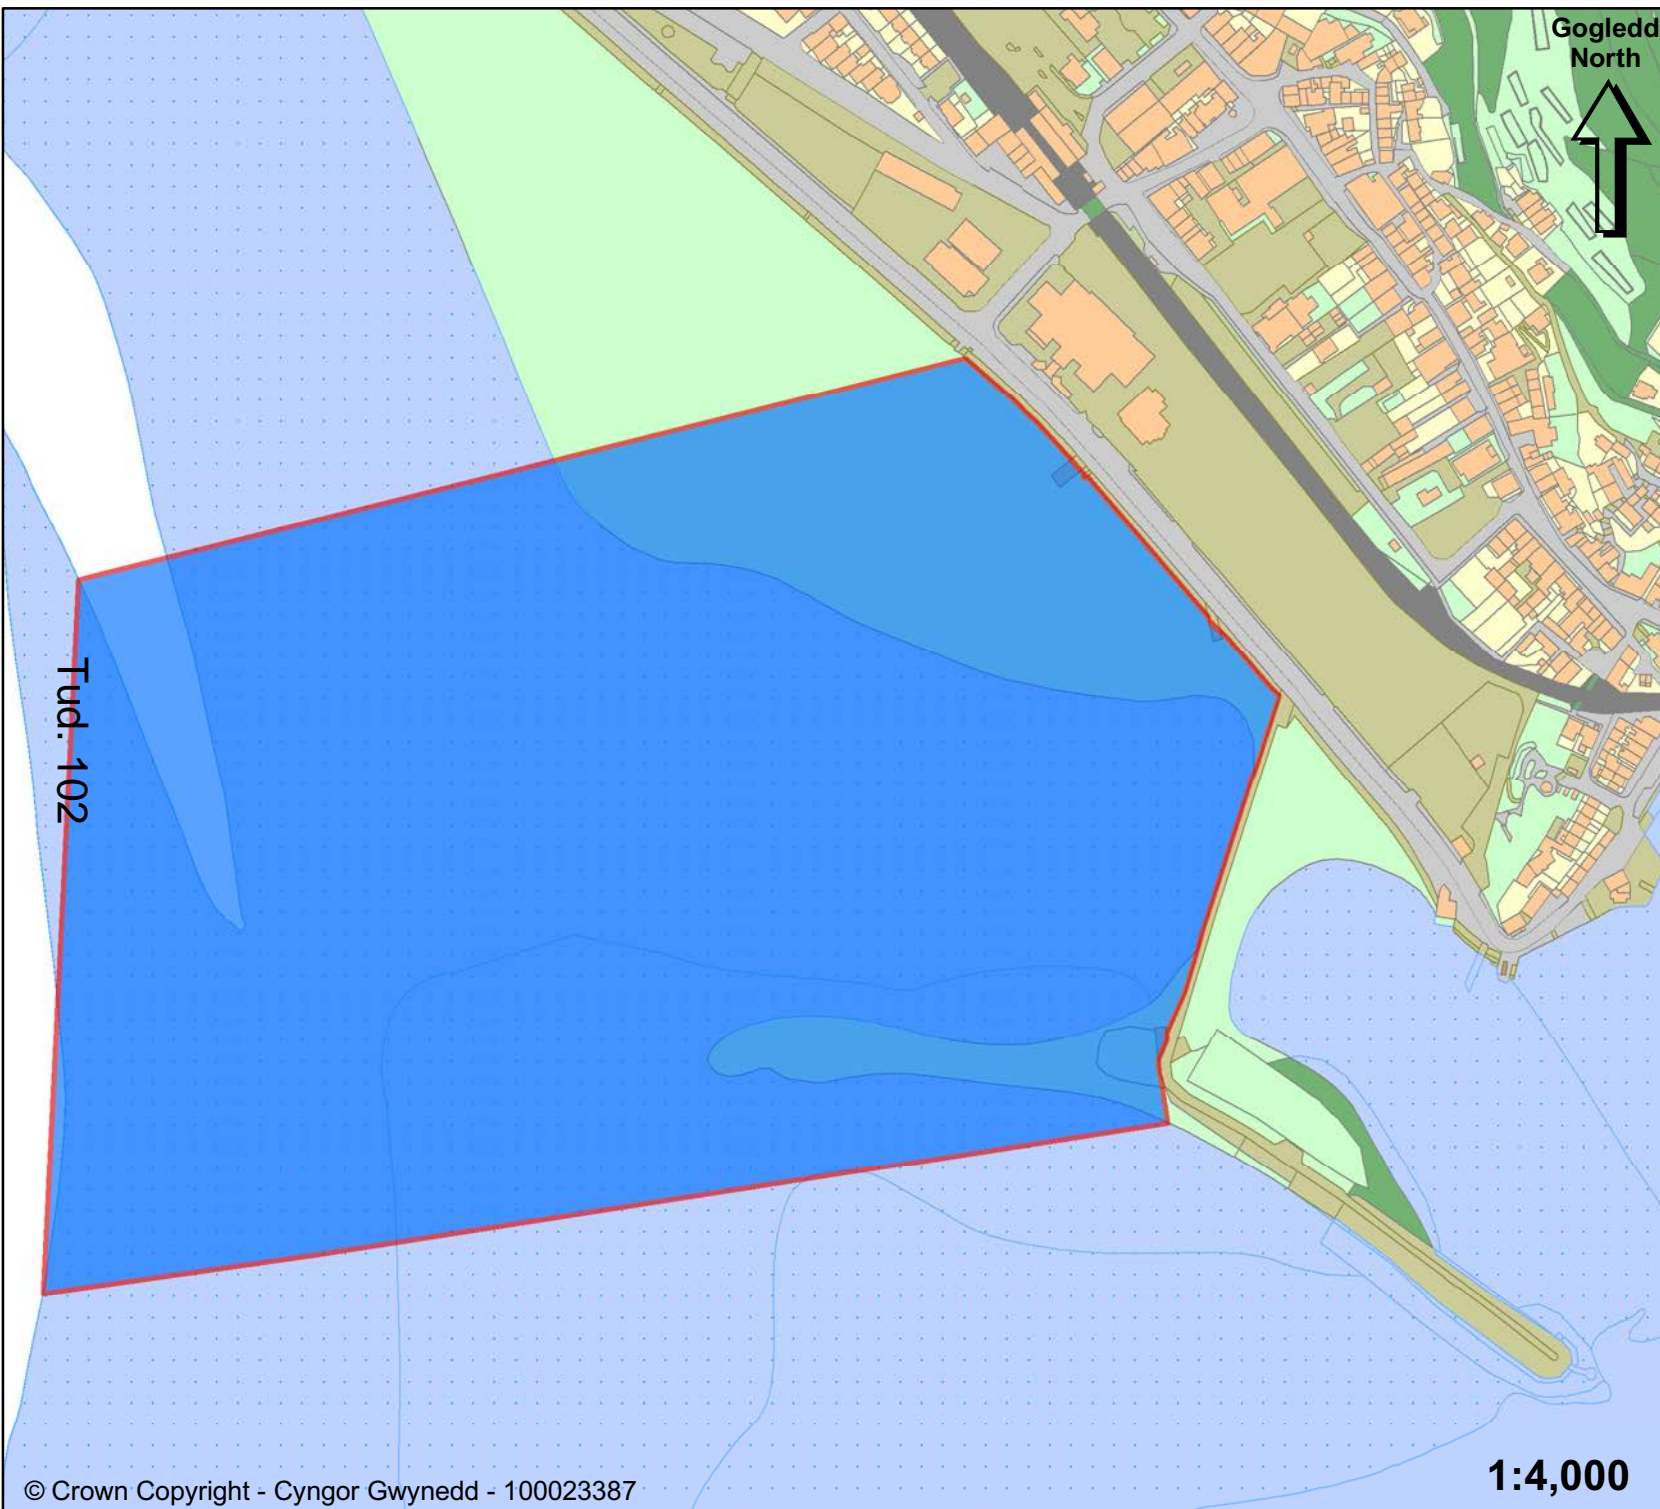 Gogledd
North
Tud. 102
© Crown Copyright - Cyngor Gwynedd - 100023387
1:4,000